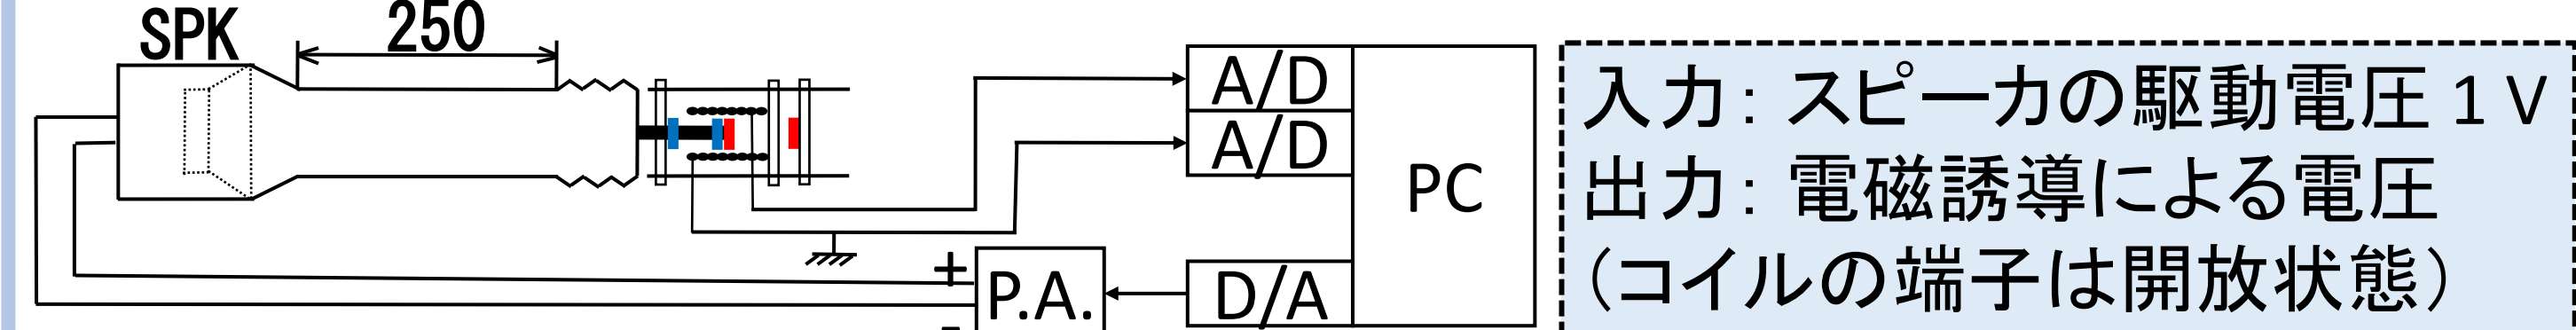 SPK
250
A/D
A/D
PC
D/A
+
P.A.
-
入力: スピーカの駆動電圧１V
出力: 電磁誘導による電圧
（コイルの端子は開放状態）